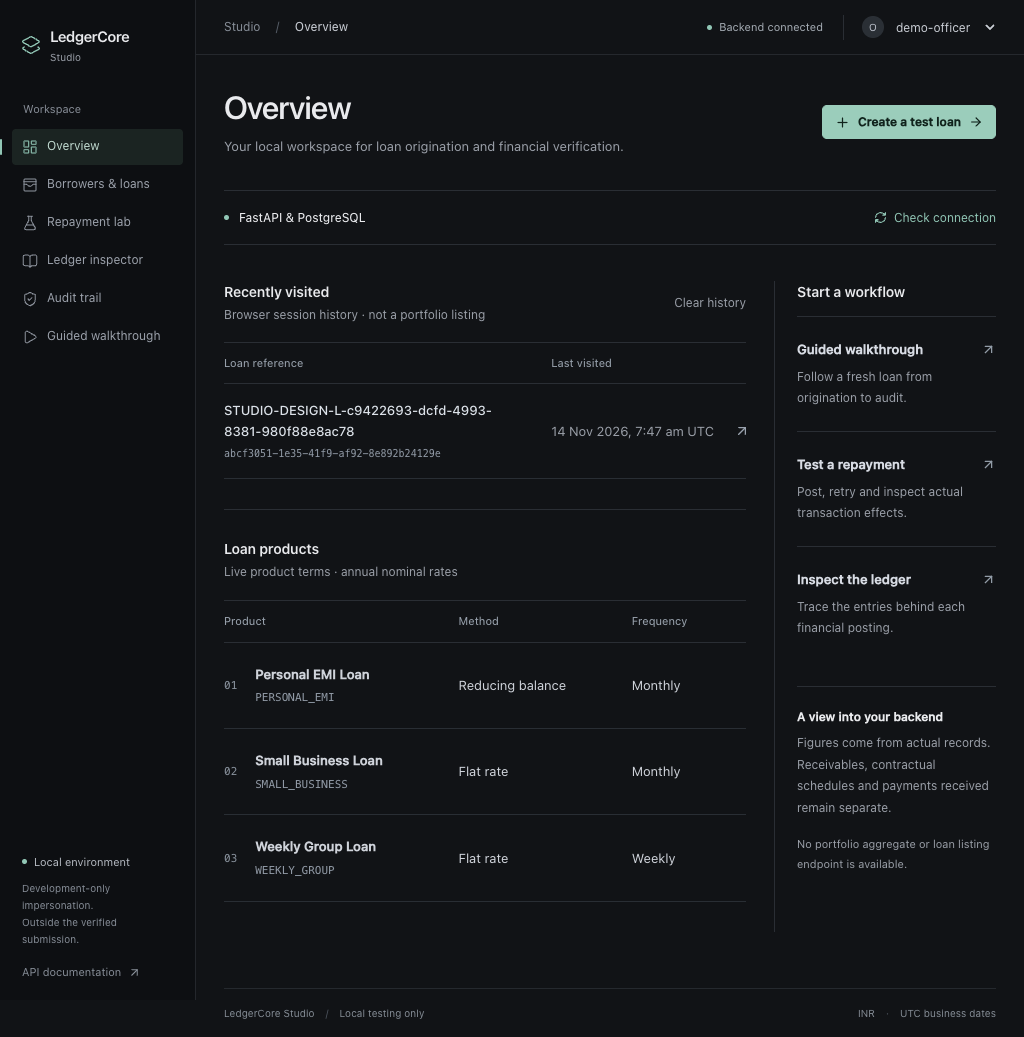 LedgerCore
Studio
Workspace
Overview
Borrowers & loans
Repayment lab
Ledger inspector
Audit trail
Guided walkthrough
Local environment
Development-only
impersonation.
Outside the verified
submission.
API documentation
Studio / Overview
Backend connected
O demo-officer
Overview
Your local workspace for loan origination and financial verification.
Create a test loan
FastAPI & PostgreSQL
Check connection
Recently visited
Browser session history · not a portfolio listing
Clear history
Loan reference Last visited
STUDIO-DESIGN-L-c9422693-dcfd-4993-
8381-980f88e8ac78
abcf3051-1e35-41f9-af92-8e892b24129e
14 Nov 2026, 7:47 am UTC
Loan products
Live product terms · annual nominal rates
Product Method Frequency
01 Personal EMI Loan
PERSONAL_EMI
Reducing balance Monthly
02 Small Business Loan
SMALL_BUSINESS
Flat rate Monthly
03 Weekly Group Loan
WEEKLY_GROUP
Flat rate Weekly
Start a workflow
Guided walkthrough
Follow a fresh loan from
origination to audit.
Test a repayment
Post, retry and inspect actual
transaction effects.
Inspect the ledger
Trace the entries behind each
financial posting.
A view into your backend
Figures come from actual records.
Receivables, contractual
schedules and payments received
remain separate.
No portfolio aggregate or loan listing
endpoint is available.
LedgerCore Studio / Local testing only
INR · UTC business dates